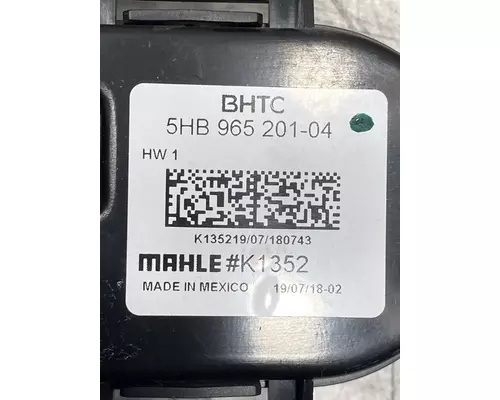 BHTC
5HB 965 201-04
HW 1
K135219/07/180743
MAHLE #K1352
MADE IN MEXICO 19/07/18-02